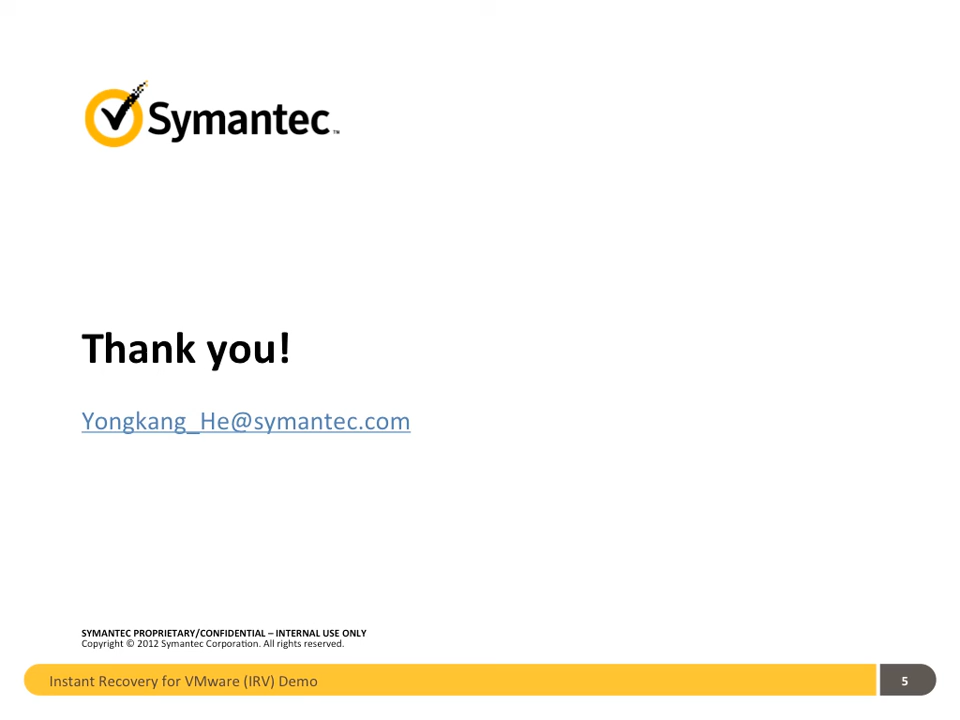 Symantec™
Thank you!
Yongkang_He@symantec.com
SYMANTEC PROPRIETARY/CONFIDENTIAL – INTERNAL USE ONLY
Copyright © 2012 Symantec Corporation. All rights reserved.
Instant Recovery for VMware (IRV) Demo
5